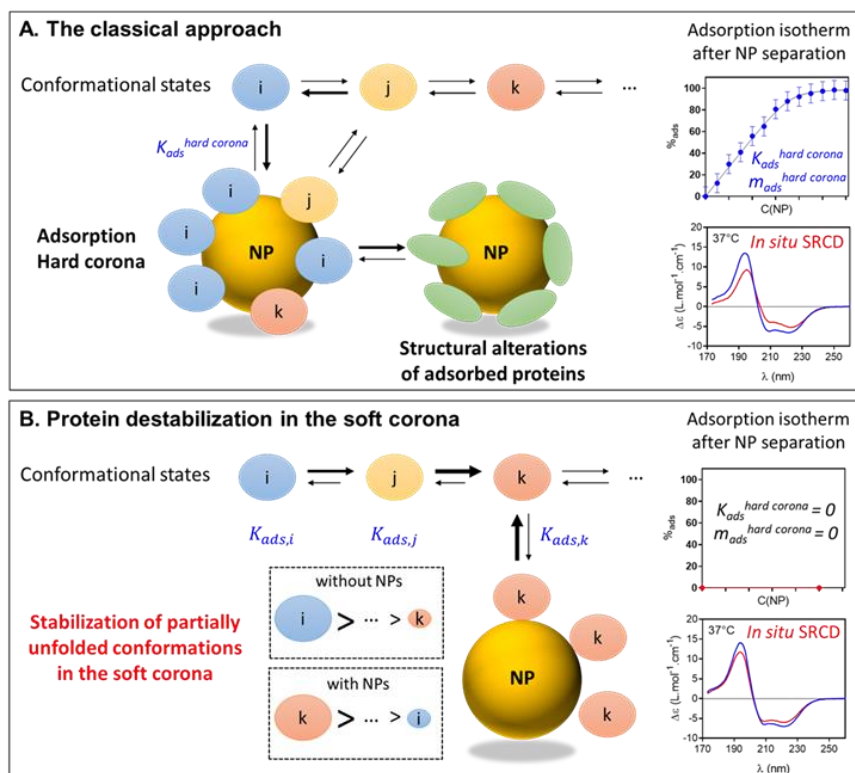 A. The classical approach
Conformational states
i
j
k
...
K_ads^hard corona
i
j
i
i
i
k
NP
Adsorption
Hard corona
Structural alterations
of adsorbed proteins
Adsorption isotherm
after NP separation
%ads
100
80
60
40
20
0
K_ads^hard corona
m_ads^hard corona
C(NP)
37°C
In situ SRCD
Δε (L.mol⁻¹.cm⁻¹)
20
15
10
5
0
-5
-10
170 190 210 230 250
λ (nm)
B. Protein destabilization in the soft corona
Conformational states
i
j
k
...
K_ads,i
K_ads,j
K_ads,k
without NPs
i > ... > k
with NPs
k > ... > i
Stabilization of partially
unfolded conformations
in the soft corona
k
k
k
NP
Adsorption isotherm
after NP separation
%ads
100
80
60
40
20
0
K_ads^hard corona = 0
m_ads^hard corona = 0
C(NP)
37°C
In situ SRCD
Δε (L.mol⁻¹.cm⁻¹)
20
15
10
5
0
-5
-10
170 190 210 230 250
λ (nm)